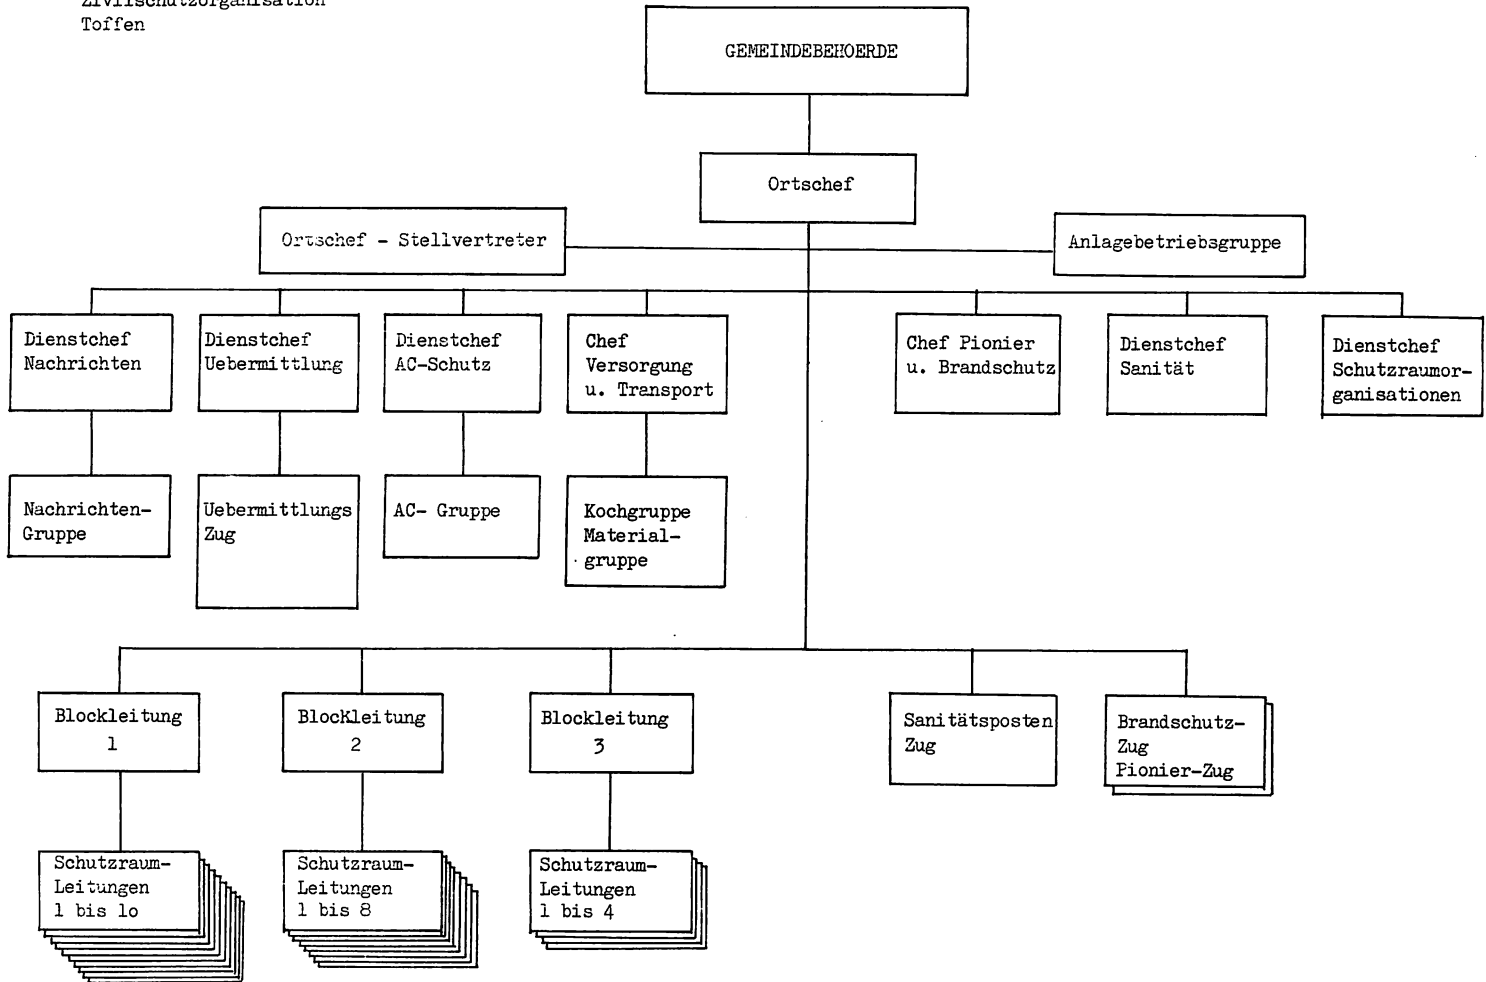 Zivilschutzorganisation
Toffen
GEMEINDEBEHOERDE
Ortschef
Ortschef - Stellvertreter
Anlagebetriebsgruppe
Dienstchef
Nachrichten
Dienstchef
Uebermittlung
Dienstchef
AC-Schutz
Chef
Versorgung
u. Transport
Chef Pionier
u. Brandschutz
Dienstchef
Sanität
Dienstchef
Schutzraumor-
ganisationen
Nachrichten-
Gruppe
Uebermittlungs
Zug
AC- Gruppe
Kochgruppe
Material-
gruppe
Blockleitung
1
BlocKleitung
2
Blockleitung
3
Sanitätsposten
Zug
Brandschutz-
Zug
Pionier-Zug
Schutzraum-
Leitungen
1 bis 1o
Schutzraum-
Leitungen
1 bis 8
Schutzraum-
Leitungen
1 bis 4